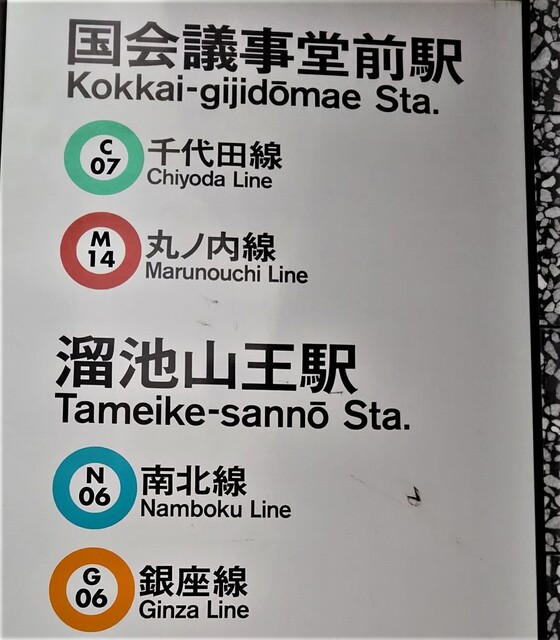 国会議事堂前駅
Kokkai-gijidōmae Sta.
C
07
千代田線
Chiyoda Line
M
14
丸ノ内線
Marunouchi Line
溜池山王駅
Tameike-sannō Sta.
N
06
南北線
Namboku Line
G
06
銀座線
Ginza Line